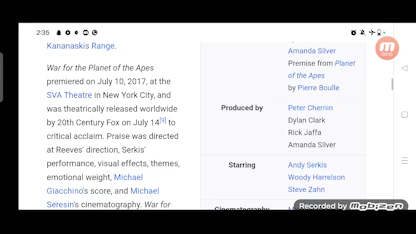 2:35
Kananaskis Range.
War for the Planet of the Apes
premiered on July 10, 2017, at the
SVA Theatre in New York City, and
was theatrically released worldwide
by 20th Century Fox on July 14[9] to
critical acclaim. Praise was directed
at Reeves' direction, Serkis'
performance, visual effects, themes,
emotional weight, Michael
Giacchino's score, and Michael
Seresin's cinematography. War for
Amanda Silver
Premise from Planet
of the Apes
by Pierre Boulle
Produced by
Peter Chernin
Dylan Clark
Rick Jaffa
Amanda Silver
Starring
Andy Serkis
Woody Harrelson
Steve Zahn
Cinematography
Recorded by
MOBIZEN